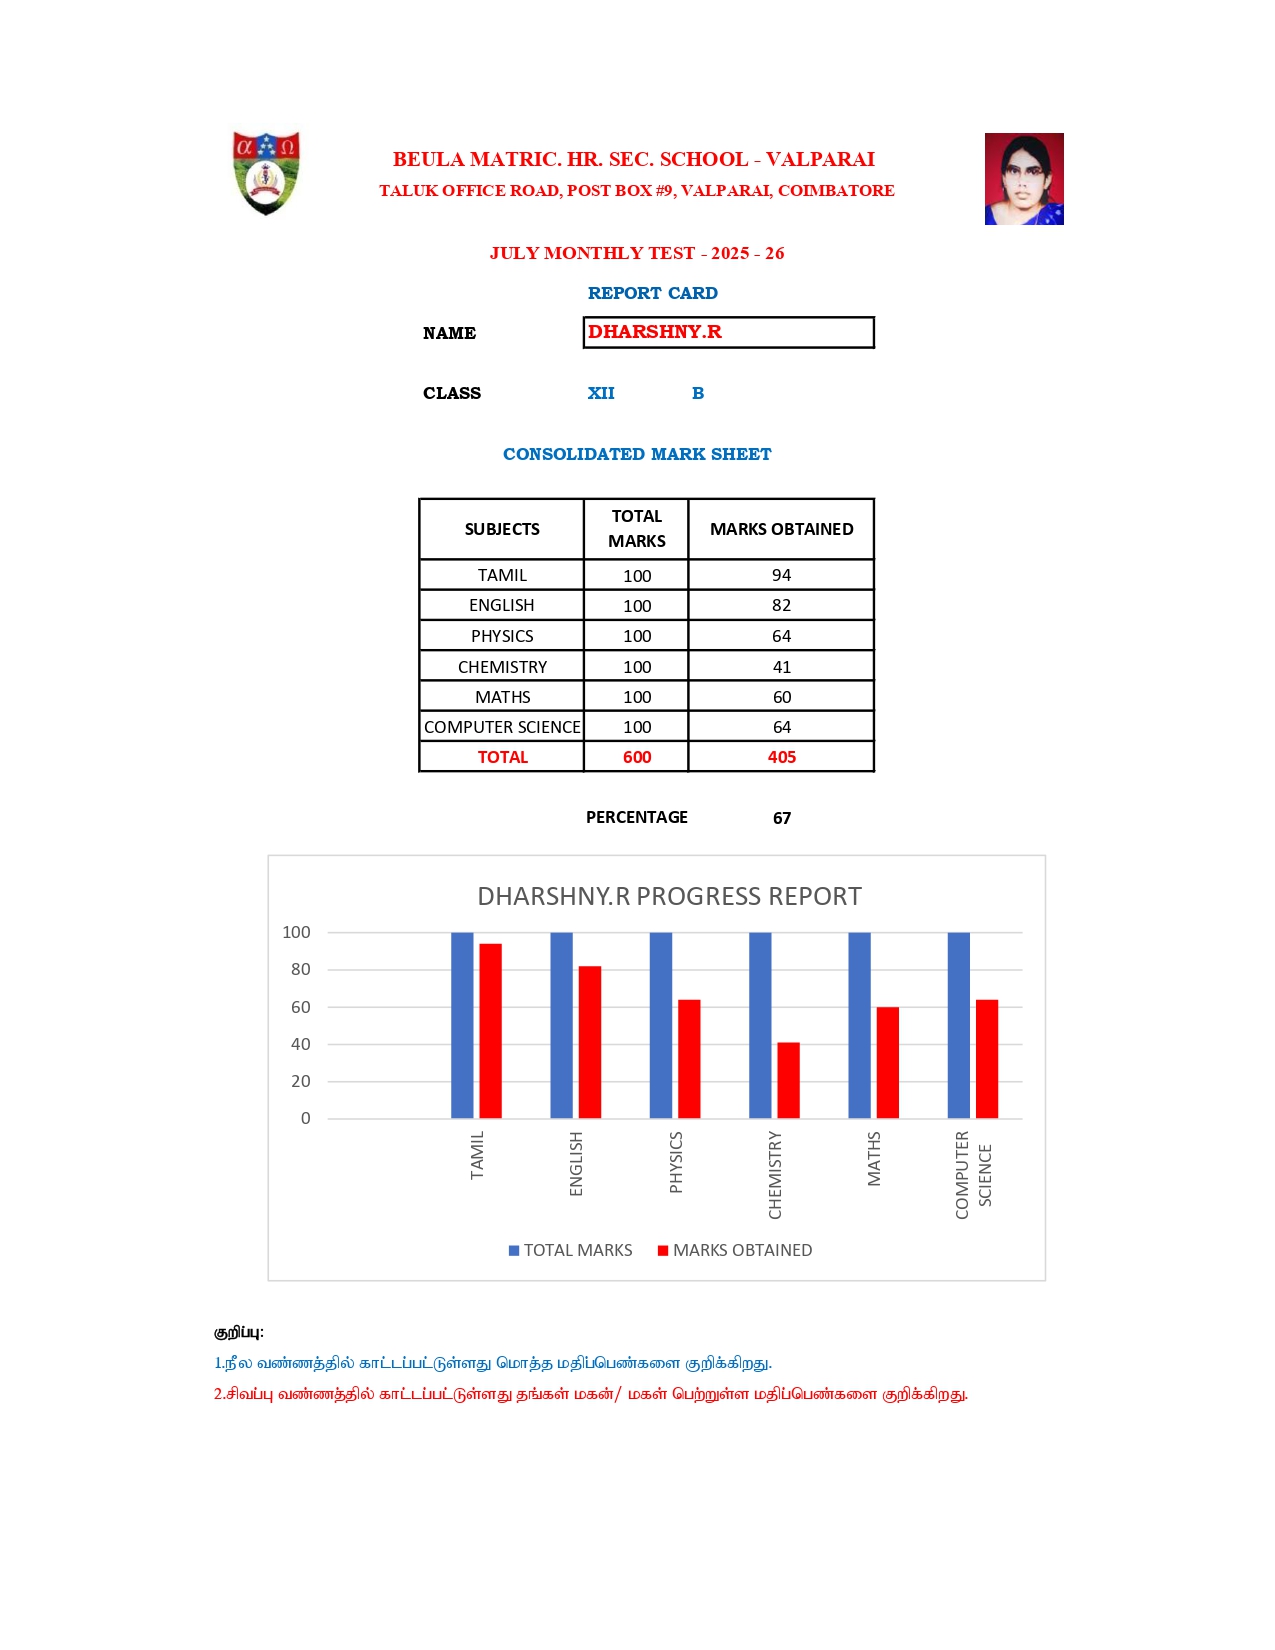 α Ω
BEULA MATRIC. HR. SEC. SCHOOL - VALPARAI
TALUK OFFICE ROAD, POST BOX #9, VALPARAI, COIMBATORE
JULY MONTHLY TEST - 2025 - 26
REPORT CARD
NAME DHARSHNY.R
CLASS XII B
CONSOLIDATED MARK SHEET
SUBJECTS TOTAL MARKS MARKS OBTAINED
TAMIL 100 94
ENGLISH 100 82
PHYSICS 100 64
CHEMISTRY 100 41
MATHS 100 60
COMPUTER SCIENCE 100 64
TOTAL 600 405
PERCENTAGE 67
DHARSHNY.R PROGRESS REPORT
100
80
60
40
20
0
TAMIL ENGLISH PHYSICS CHEMISTRY MATHS COMPUTER SCIENCE
TOTAL MARKS MARKS OBTAINED
குறிப்பு:
1.நீல வண்ணத்தில் காட்டப்பட்டுள்ளது மொத்த மதிப்பெண்களை குறிக்கிறது.
2.சிவப்பு வண்ணத்தில் காட்டப்பட்டுள்ளது தங்கள் மகன்/ மகள் பெற்றுள்ள மதிப்பெண்களை குறிக்கிறது.